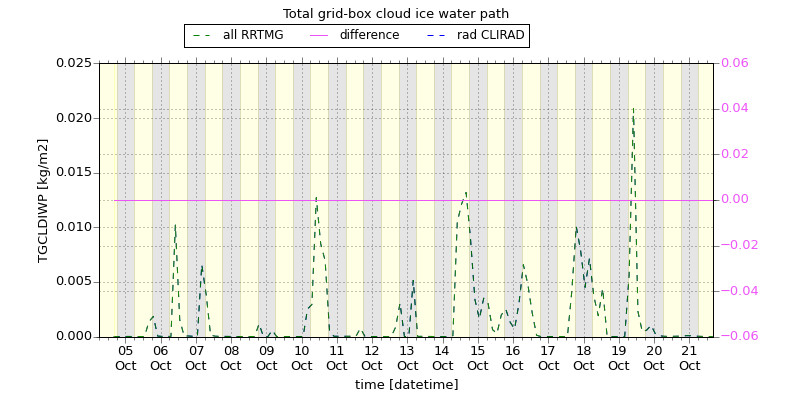 Total grid-box cloud ice water path
all RRTMG difference rad CLIRAD
0.025
0.020
0.015
0.010
0.005
0.000
TGCLDIWP [kg/m2]
0.06
0.04
0.02
0.00
−0.02
−0.04
−0.06
05 06 07 08 09 10 11 12 13 14 15 16 17 18 19 20 21
Oct Oct Oct Oct Oct Oct Oct Oct Oct Oct Oct Oct Oct Oct Oct Oct Oct
time [datetime]